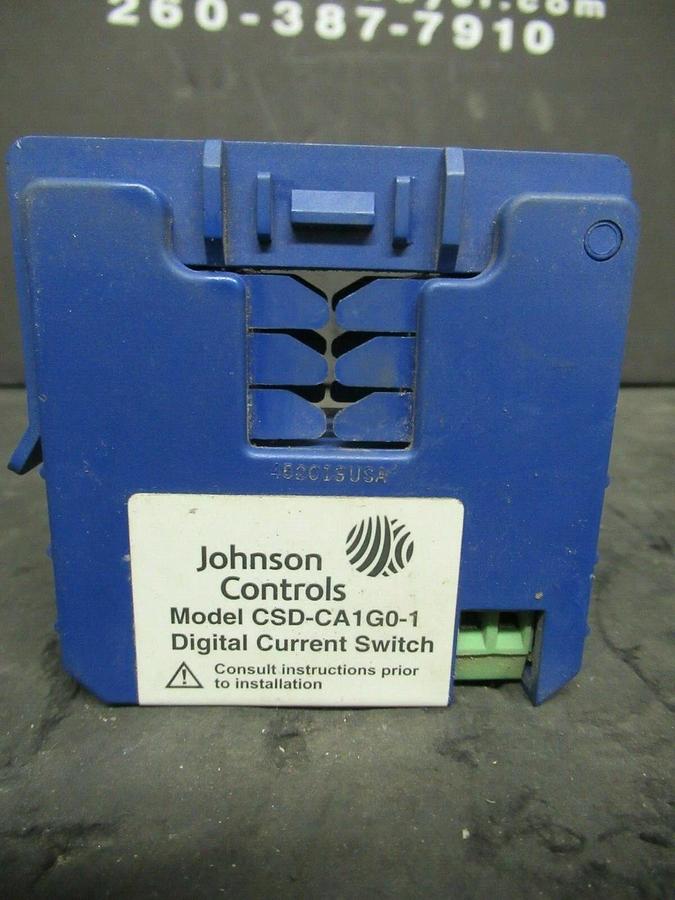 260-387-7910
Johnson
Controls
Model CSD-CA1G0-1
Digital Current Switch
Consult instructions prior
to installation